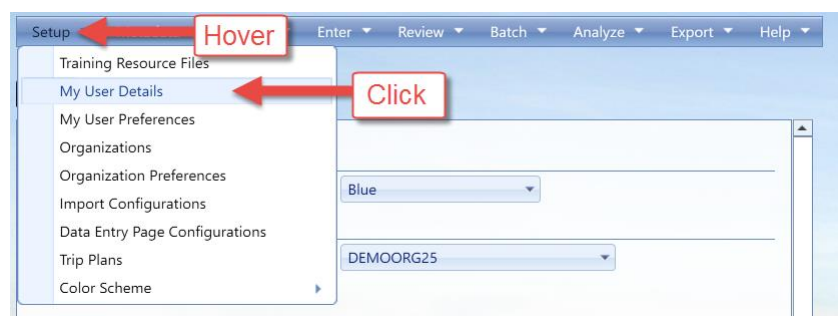 Setup Hover Enter Review Batch Analyze Export Help
Training Resource Files
My User Details Click
My User Preferences
Organizations
Organization Preferences
Blue
Import Configurations
Data Entry Page Configurations
Trip Plans DEMOORG25
Color Scheme